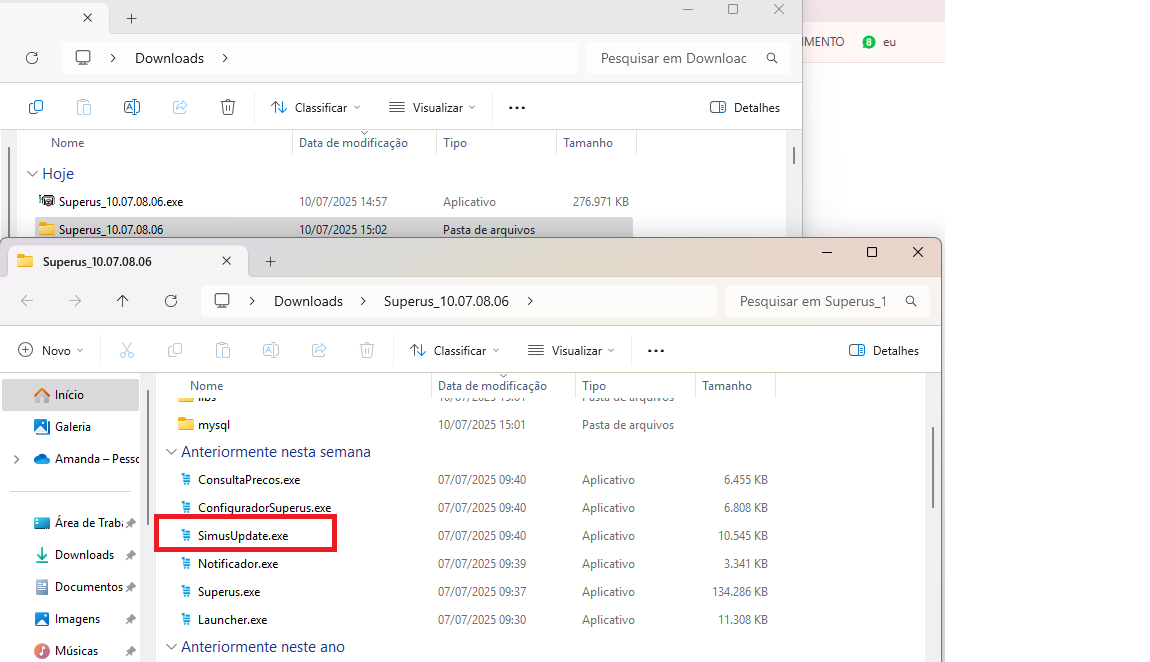 IMENTO 8 eu
Downloads
Pesquisar em Downloac
Classificar
Visualizar
Detalhes
Nome Data de modificação Tipo Tamanho
Hoje
Superus_10.07.08.06.exe 10/07/2025 14:57 Aplicativo 276.971 KB
Superus_10.07.08.06 10/07/2025 15:02 Pasta de arquivos
Superus_10.07.08.06
Downloads Superus_10.07.08.06 Pesquisar em Superus_1
Novo Classificar Visualizar Detalhes
Nome Data de modificação Tipo Tamanho
Início
Galeria
Amanda – Pessc
Área de Traba
Downloads
Documentos
Imagens
Músicas
libs 10/07/2025 15:01 Pasta de arquivos
mysql 10/07/2025 15:01 Pasta de arquivos
Anteriormente nesta semana
ConsultaPrecos.exe 07/07/2025 09:40 Aplicativo 6.455 KB
ConfiguradorSuperus.exe 07/07/2025 09:40 Aplicativo 6.808 KB
SimusUpdate.exe 07/07/2025 09:40 Aplicativo 10.545 KB
Notificador.exe 07/07/2025 09:39 Aplicativo 3.341 KB
Superus.exe 07/07/2025 09:37 Aplicativo 134.286 KB
Launcher.exe 07/07/2025 09:30 Aplicativo 11.308 KB
Anteriormente neste ano